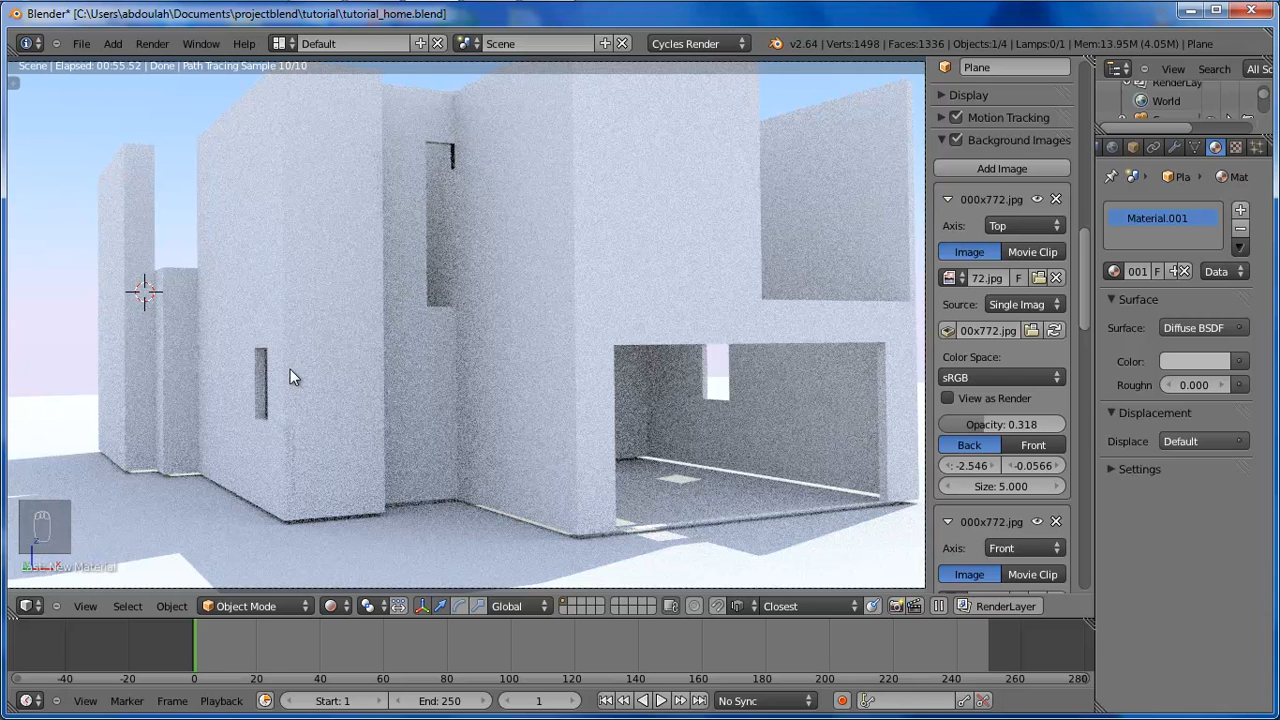 Blender* [C:\Users\abdoulah\Documents\projectblend\tutorial\tutorial_home.blend]
File Add Render Window Help Default Scene Cycles Render v2.64 | Verts:1498 | Faces:1336 | Objects:1/4 | Lamps:0/1 | Mem:13.95M (4.05M) | Plane
Scene | Elapsed: 00:55.52 | Done | Path Tracing Sample 10/10
Plane
Display
Motion Tracking
Background Images
Add Image
000x772.jpg
Axis: Top
Image Movie Clip
72.jpg F
Source: Single Imag
00x772.jpg
Color Space:
sRGB
View as Render
Opacity: 0.318
Back Front
: -2.546 -0.0566
Size: 5.000
000x772.jpg
Axis: Front
Image Movie Clip
View Search All Sc
RenderLay
World
Pla Mat
Material.001
001 F Data
Surface
Surface: Diffuse BSDF
Color:
Roughn 0.000
Displacement
Displace Default
Settings
Last: New Material
View Select Object Object Mode Global Closest RenderLayer
-40 -20 0 20 40 60 80 100 120 140 160 180 200 220 240 260 280
View Marker Frame Playback Start: 1 End: 250 1 No Sync